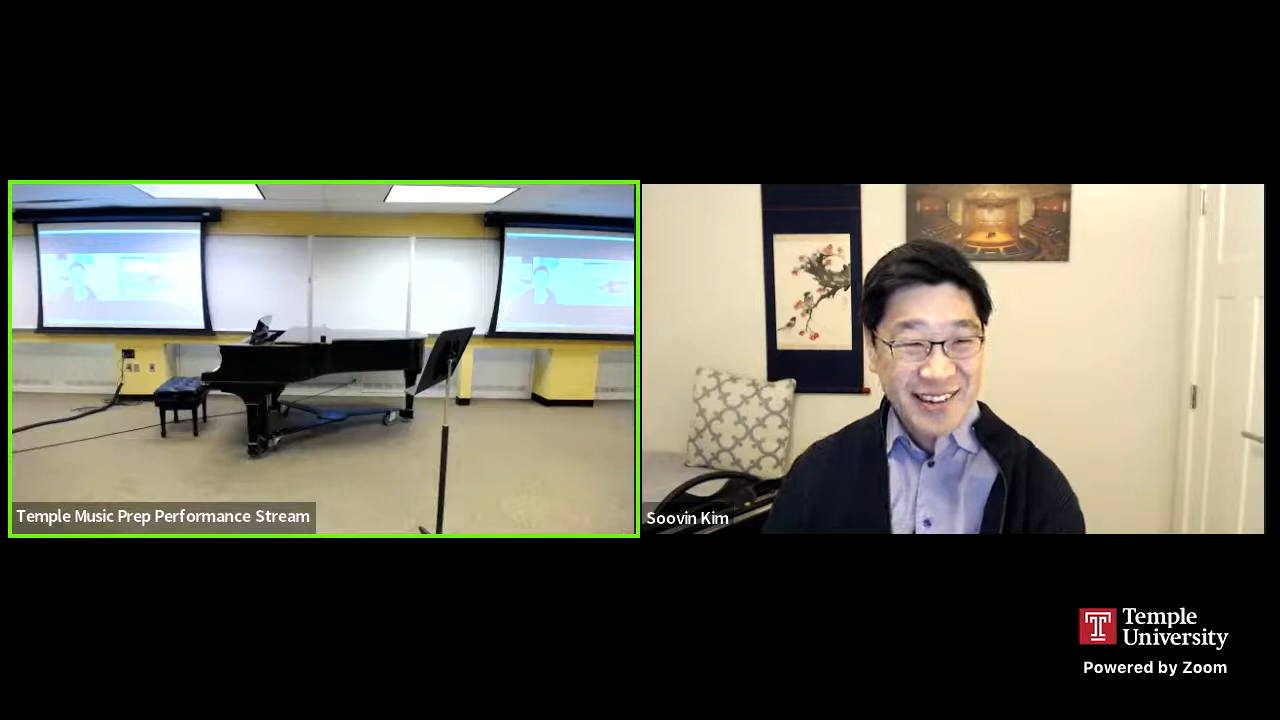 Temple Music Prep Performance Stream
Soovin Kim
Temple
University
Powered by Zoom